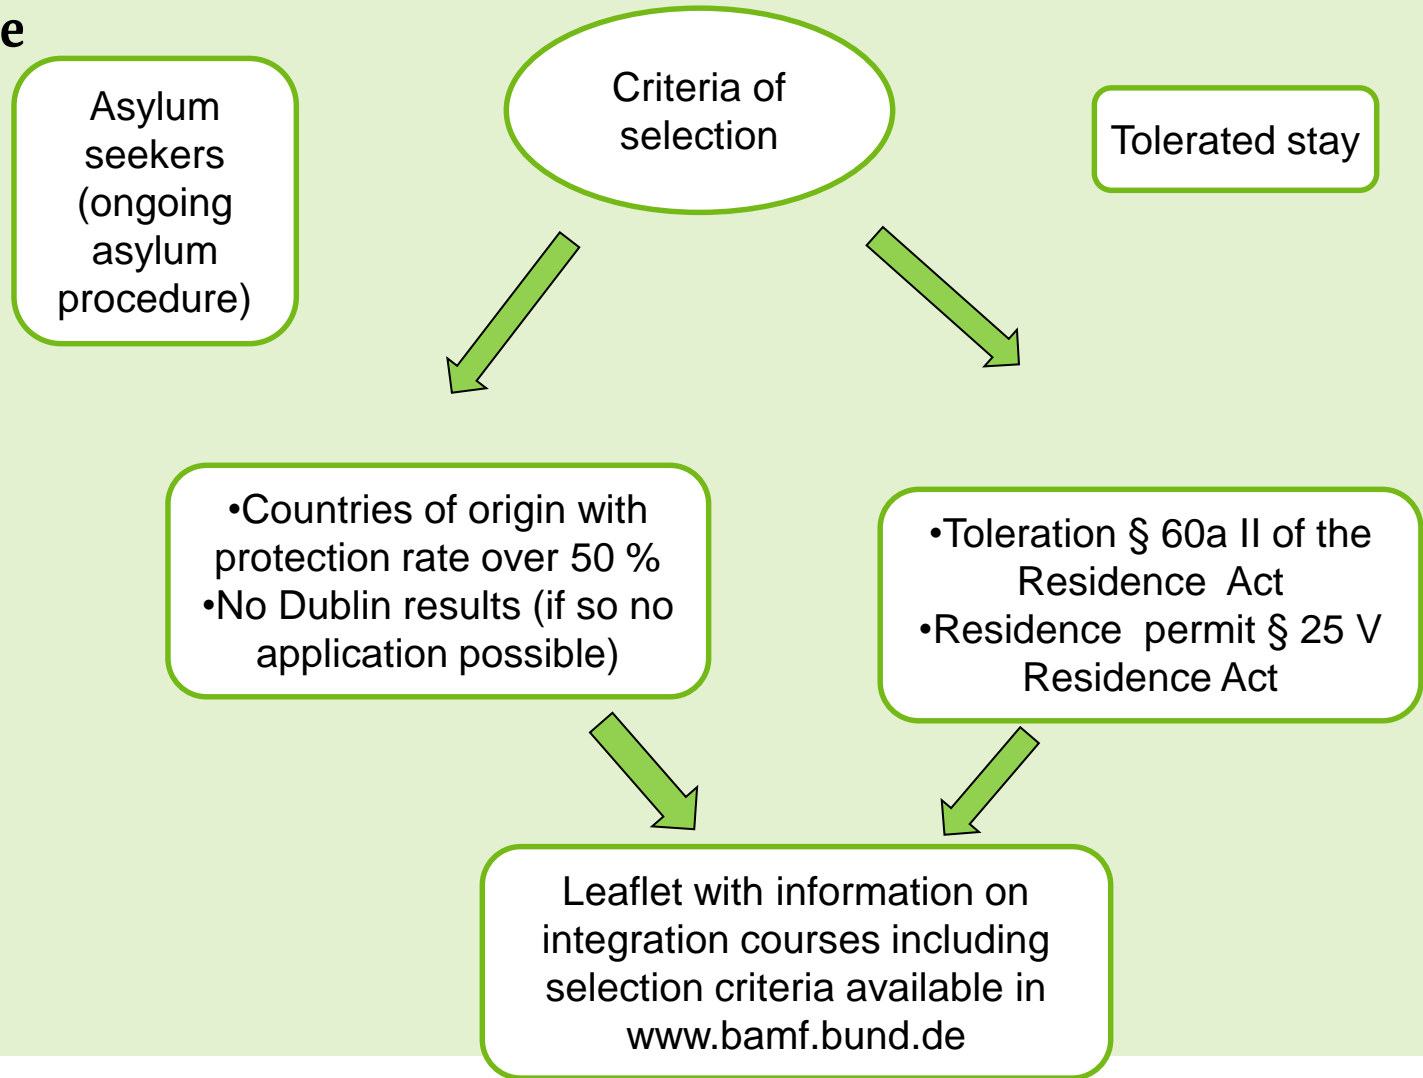 e
Asylum
seekers
(ongoing
asylum
procedure)
Criteria of
selection
Tolerated stay
•Countries of origin with
protection rate over 50 %
•No Dublin results (if so no
application possible)
•Toleration § 60a II of the
Residence Act
•Residence permit § 25 V
Residence Act
Leaflet with information on
integration courses including
selection criteria available in
www.bamf.bund.de